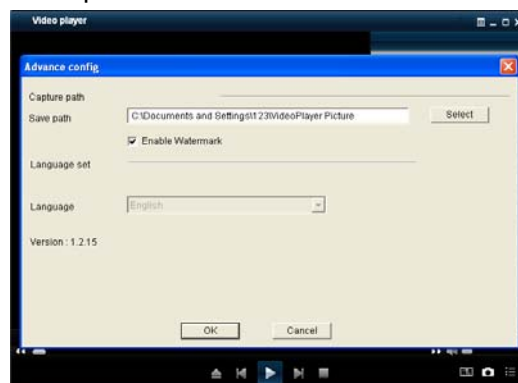 Video player
Advance config
Capture path
Save path C:\Documents and Settings\123\VideoPlayer Picture Select
Enable Watermark
Language set
Language English
Version : 1.2.15
OK Cancel